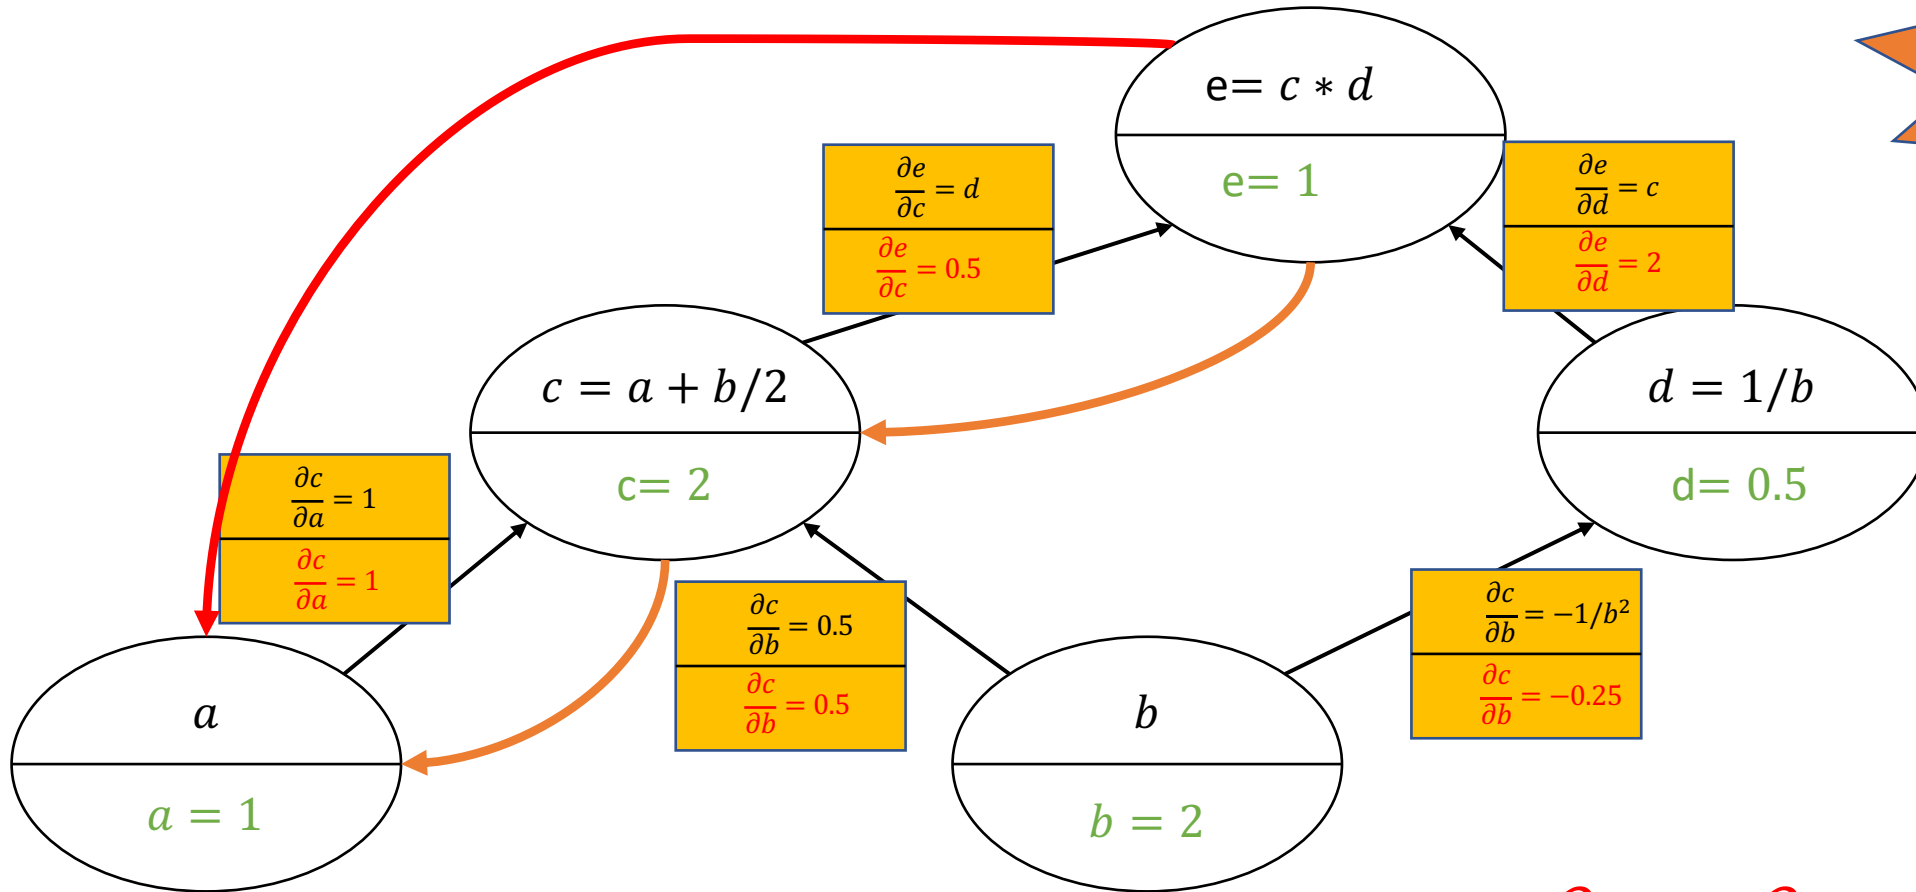 e= c ∗ d
e= 1
∂e/∂c = d
∂e/∂c = 0.5
∂e/∂d = c
∂e/∂d = 2
c = a + b/2
c= 2
d = 1/b
d= 0.5
∂c/∂a = 1
∂c/∂a = 1
∂c/∂b = 0.5
∂c/∂b = 0.5
∂c/∂b = −1/b²
∂c/∂b = −0.25
a
a = 1
b
b = 2